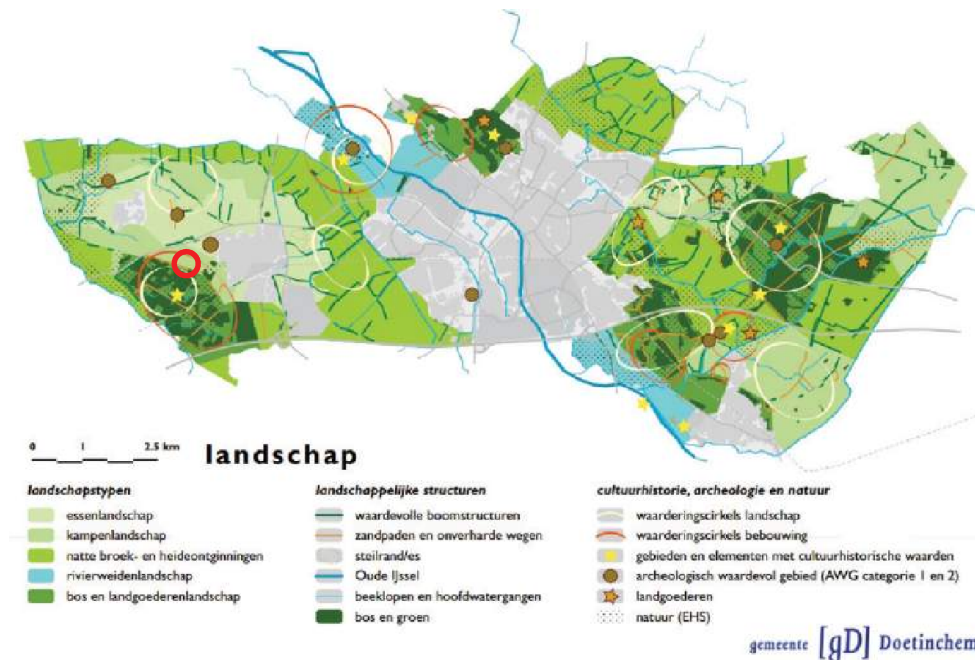 0 1 2.5 km
landschap
landschapstypen
essenlandschap
kampenlandschap
natte broek- en heideontginningen
rivierweidenlandschap
bos en landgoederenlandschap
landschappelijke structuren
waardevolle boomstructuren
zandpaden en onverharde wegen
steilrand/es
Oude IJssel
beeklopen en hoofdwatergangen
bos en groen
cultuurhistorie, archeologie en natuur
waarderingscirkels landschap
waarderingscirkels bebouwing
gebieden en elementen met cultuurhistorische waarden
archeologisch waardevol gebied (AWG categorie 1 en 2)
landgoederen
natuur (EHS)
gemeente [gD] Doetinchem